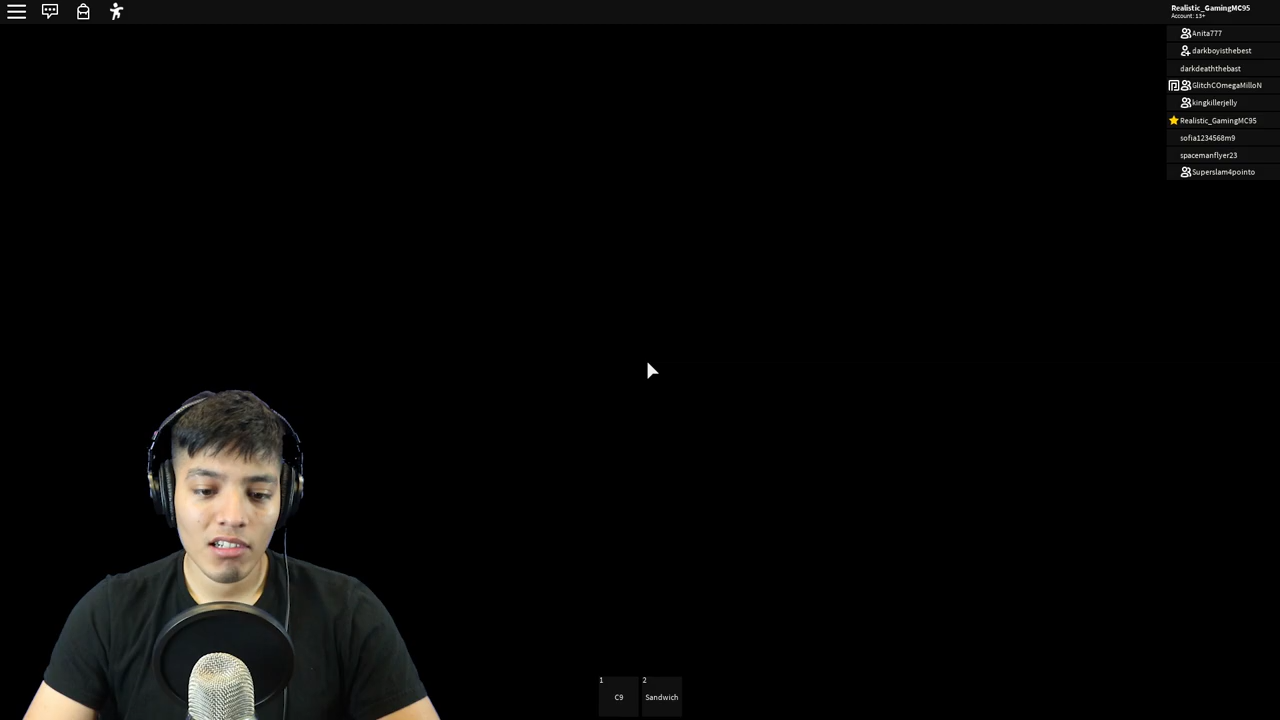 Realistic_GamingMC95
Account: 13+
Anita777
darkboyisthebest
darkdeaththebast
GlitchCOmegaMilloN
kingkillerjelly
Realistic_GamingMC95
sofia1234568m9
spacemanflyer23
Superslam4pointo
1 2
C9 Sandwich